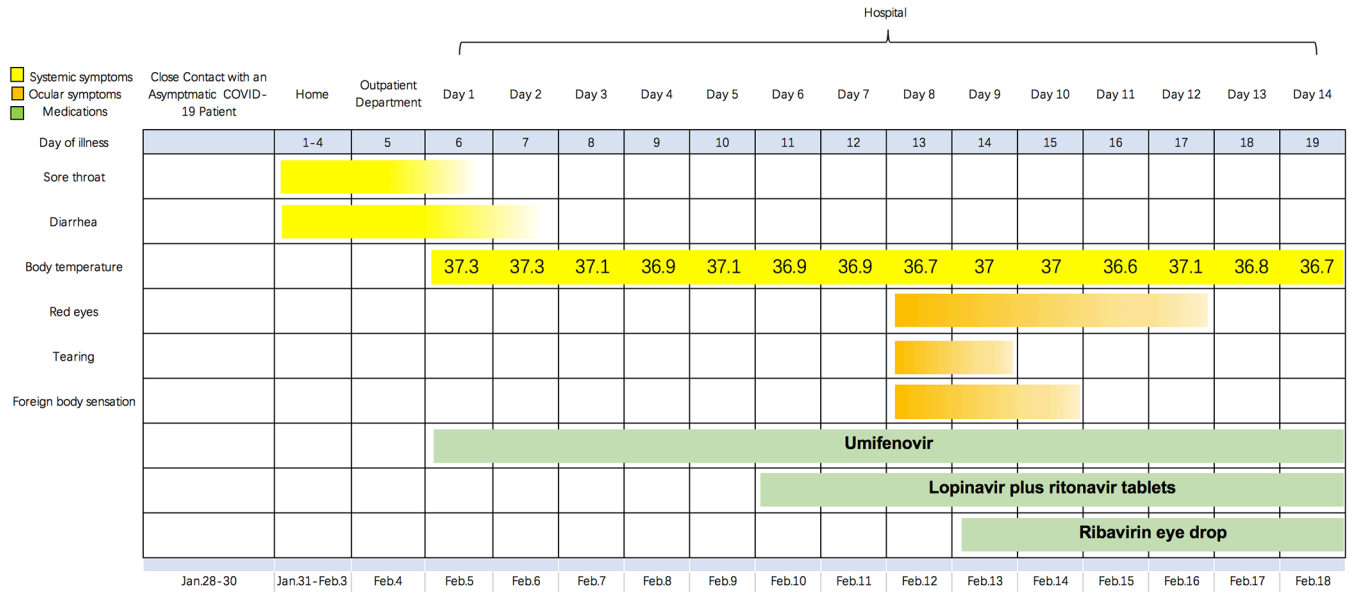 Hospital
Systemic symptoms
Ocular symptoms
Medications
Close Contact with an
Asymptmatic COVID-
19 Patient
Home
Outpatient
Department
Day 1
Day 2
Day 3
Day 4
Day 5
Day 6
Day 7
Day 8
Day 9
Day 10
Day 11
Day 12
Day 13
Day 14
Day of illness
1-4
5
6
7
8
9
10
11
12
13
14
15
16
17
18
19
Sore throat
Diarrhea
Body temperature
37.3
37.3
37.1
36.9
37.1
36.9
36.9
36.7
37
37
36.6
37.1
36.8
36.7
Red eyes
Tearing
Foreign body sensation
Umifenovir
Lopinavir plus ritonavir tablets
Ribavirin eye drop
Jan.28-30
Jan.31-Feb.3
Feb.4
Feb.5
Feb.6
Feb.7
Feb.8
Feb.9
Feb.10
Feb.11
Feb.12
Feb.13
Feb.14
Feb.15
Feb.16
Feb.17
Feb.18